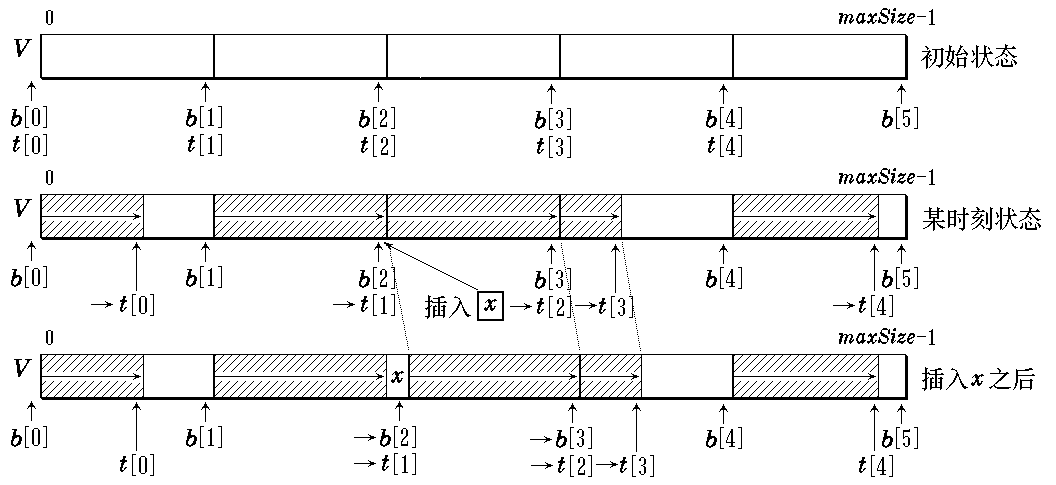 0 maxSize-1
V 初始状态
b[0] b[1] b[2] b[3] b[4] b[5]
t[0] t[1] t[2] t[3] t[4]
0 maxSize-1
V 某时刻状态
b[0] b[1] b[2] b[3] b[4] b[5]
→t[0] →t[1] 插入 x →t[2] →t[3] →t[4]
0 maxSize-1
V x 插入x之后
b[0] b[1] →b[2] →b[3] b[4] b[5]
t[0] →t[1] →t[2] →t[3] t[4]